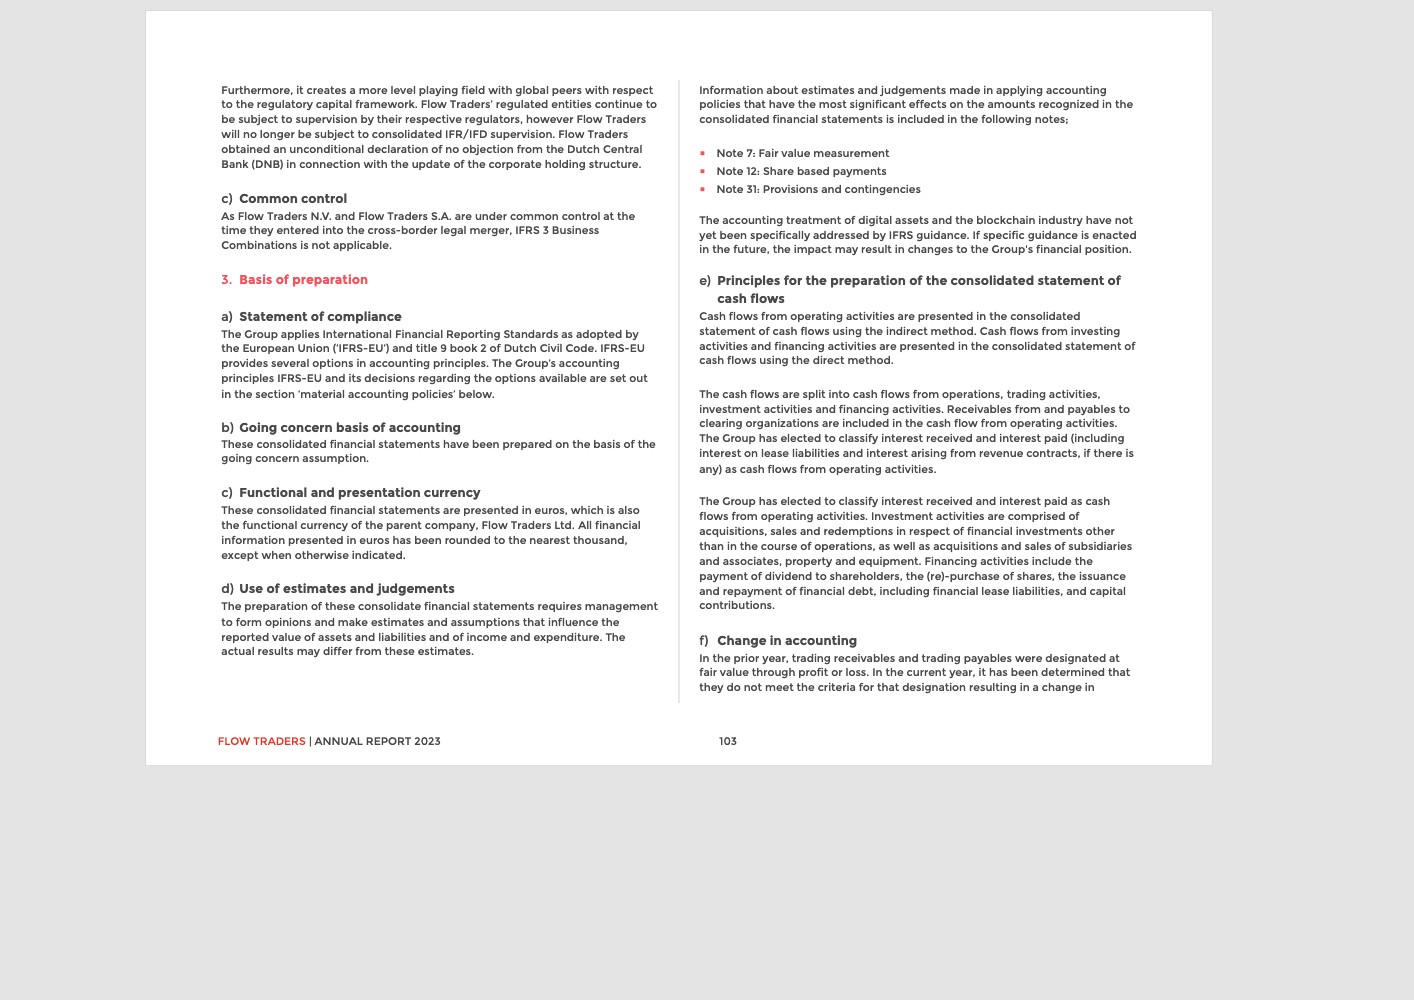 Furthermore, it creates a more level playing field with global peers with respect
to the regulatory capital framework. Flow Traders' regulated entities continue to
be subject to supervision by their respective regulators, however Flow Traders
will no longer be subject to consolidated IFR/IFD supervision. Flow Traders
obtained an unconditional declaration of no objection from the Dutch Central
Bank (DNB) in connection with the update of the corporate holding structure.
c) Common control
As Flow Traders N.V. and Flow Traders S.A. are under common control at the
time they entered into the cross-border legal merger, IFRS 3 Business
Combinations is not applicable.
3. Basis of preparation
a) Statement of compliance
The Group applies International Financial Reporting Standards as adopted by
the European Union ('IFRS-EU') and title 9 book 2 of Dutch Civil Code. IFRS-EU
provides several options in accounting principles. The Group's accounting
principles IFRS-EU and its decisions regarding the options available are set out
in the section 'material accounting policies' below.
b) Going concern basis of accounting
These consolidated financial statements have been prepared on the basis of the
going concern assumption.
c) Functional and presentation currency
These consolidated financial statements are presented in euros, which is also
the functional currency of the parent company, Flow Traders Ltd. All financial
information presented in euros has been rounded to the nearest thousand,
except when otherwise indicated.
d) Use of estimates and judgements
The preparation of these consolidate financial statements requires management
to form opinions and make estimates and assumptions that influence the
reported value of assets and liabilities and of income and expenditure. The
actual results may differ from these estimates.
Information about estimates and judgements made in applying accounting
policies that have the most significant effects on the amounts recognized in the
consolidated financial statements is included in the following notes;
▪ Note 7: Fair value measurement
▪ Note 12: Share based payments
▪ Note 31: Provisions and contingencies
The accounting treatment of digital assets and the blockchain industry have not
yet been specifically addressed by IFRS guidance. If specific guidance is enacted
in the future, the impact may result in changes to the Group's financial position.
e) Principles for the preparation of the consolidated statement of
cash flows
Cash flows from operating activities are presented in the consolidated
statement of cash flows using the indirect method. Cash flows from investing
activities and financing activities are presented in the consolidated statement of
cash flows using the direct method.
The cash flows are split into cash flows from operations, trading activities,
investment activities and financing activities. Receivables from and payables to
clearing organizations are included in the cash flow from operating activities.
The Group has elected to classify interest received and interest paid (including
interest on lease liabilities and interest arising from revenue contracts, if there is
any) as cash flows from operating activities.
The Group has elected to classify interest received and interest paid as cash
flows from operating activities. Investment activities are comprised of
acquisitions, sales and redemptions in respect of financial investments other
than in the course of operations, as well as acquisitions and sales of subsidiaries
and associates, property and equipment. Financing activities include the
payment of dividend to shareholders, the (re)-purchase of shares, the issuance
and repayment of financial debt, including financial lease liabilities, and capital
contributions.
f) Change in accounting
In the prior year, trading receivables and trading payables were designated at
fair value through profit or loss. In the current year, it has been determined that
they do not meet the criteria for that designation resulting in a change in
FLOW TRADERS | ANNUAL REPORT 2023
103